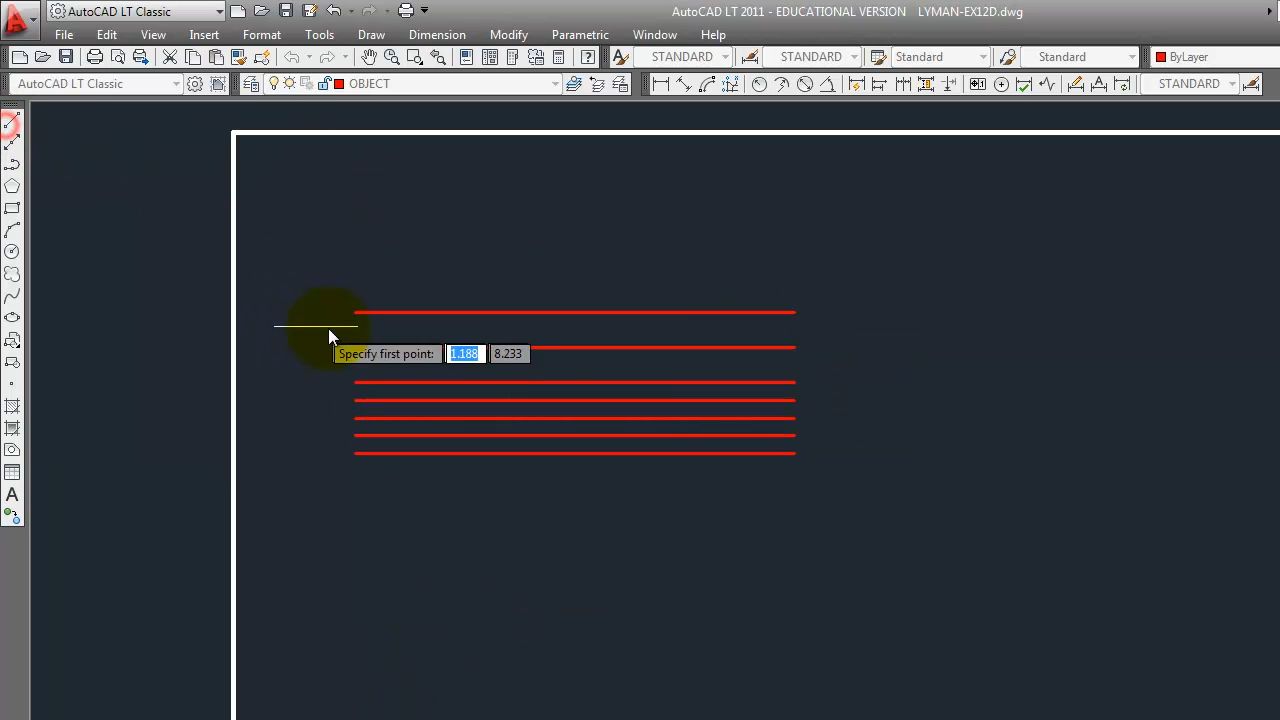 AutoCAD LT Classic
AutoCAD LT 2011 - EDUCATIONAL VERSION LYMAN-EX12D.dwg
File Edit View Insert Format Tools Draw Dimension Modify Parametric Window Help
STANDARD STANDARD Standard Standard ByLayer
AutoCAD LT Classic OBJECT STANDARD
Specify first point: 1.188 8.233
A